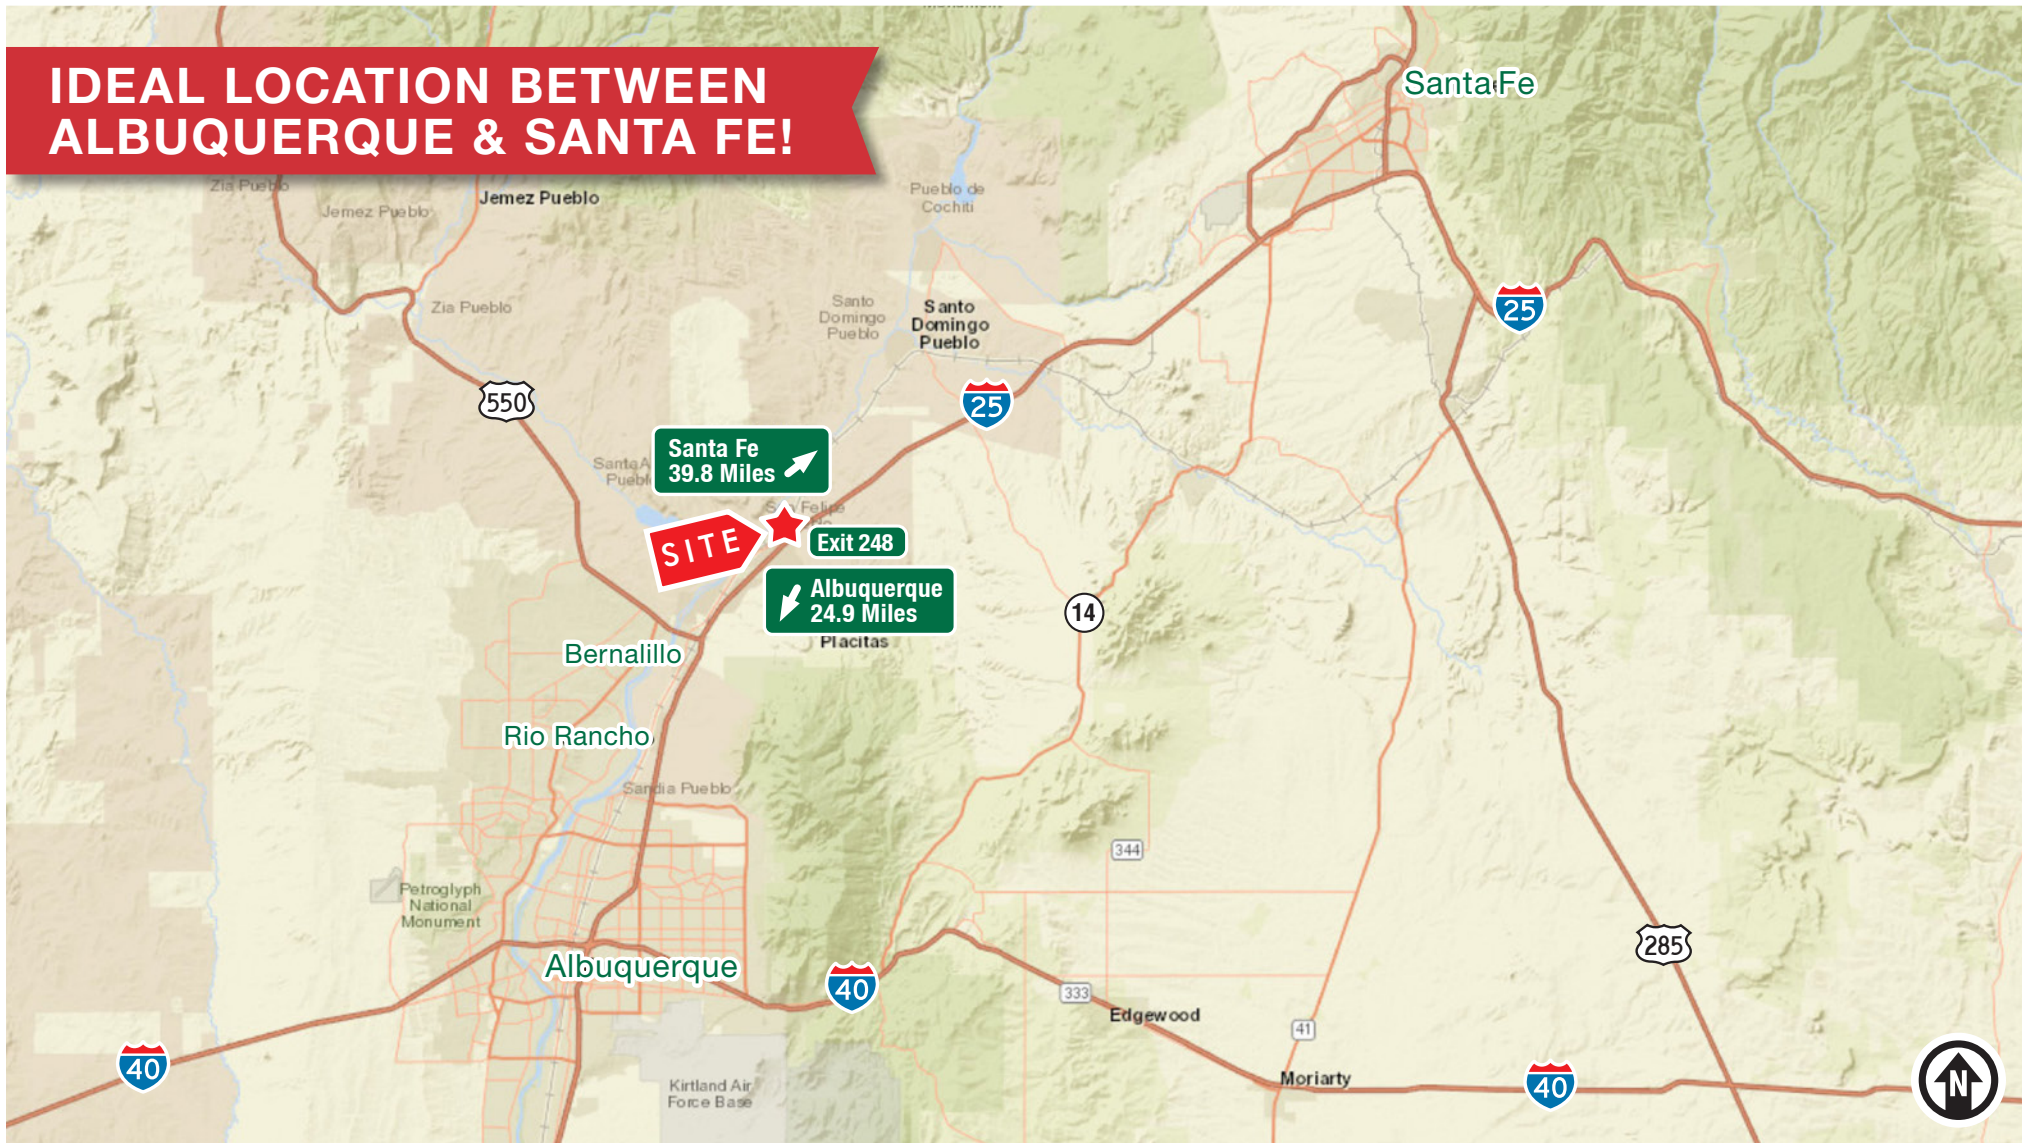 IDEAL LOCATION BETWEEN
ALBUQUERQUE & SANTA FE!
Santa Fe
Zia Pueblo
Jemez Pueblo
Jemez Pueblo
Pueblo de
Cochiti
Zia Pueblo
Santo
Domingo
Pueblo
Santo
Domingo
Pueblo
25
550
25
Santa Fe
39.8 Miles
SITE
Exit 248
Albuquerque
24.9 Miles
Placitas
14
Bernalillo
Rio Rancho
Sandia Pueblo
344
Petroglyph
National
Monument
285
Albuquerque
40
333
Edgewood
41
40
Moriarty
40
Kirtland Air
Force Base
N